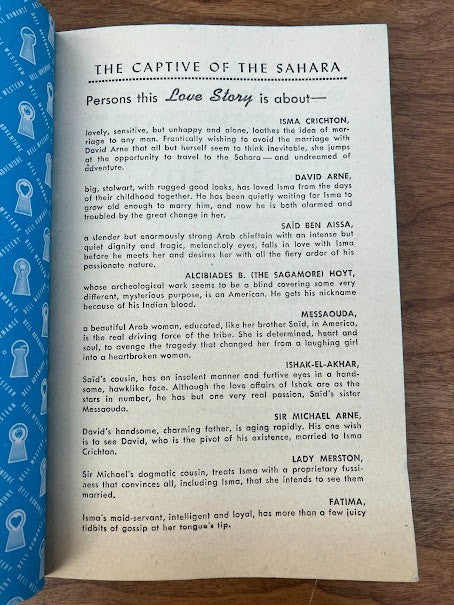 THE CAPTIVE OF THE SAHARA
Persons this Love Story is about—
ISMA CRICHTON,
lovely, sensitive, but unhappy and alone, loathes the idea of mar-
riage to any man. Frantically wishing to avoid the marriage with
David Arne that all but herself seem to think inevitable, she jumps
at the opportunity to travel to the Sahara—and undreamed of
adventure.
DAVID ARNE,
big, stalwart, with rugged good looks, has loved Isma from the days
of their childhood together. He has been quietly waiting for Isma to
grow old enough to marry him, and now he is both alarmed and
troubled by the great change in her.
SAÏD BEN AISSA,
a slender but enormously strong Arab chieftain with an intense but
quiet dignity and tragic, melancholy eyes, falls in love with Isma
before he meets her and desires her with all the fiery ardor of his
passionate nature.
ALCIBIADES B. (THE SAGAMORE) HOYT,
whose archeological work seems to be a blind covering some very
different, mysterious purpose, is an American. He gets his nickname
because of his Indian blood.
MESSAOUDA,
a beautiful Arab woman, educated, like her brother Saïd, in America,
is the real driving force of the tribe. She is determined, heart and
soul, to avenge the tragedy that changed her from a laughing girl
into a heartbroken woman.
ISHAK-EL-AKHAR,
Saïd's cousin, has an insolent manner and furtive eyes in a hand-
some, hawklike face. Although the love affairs of Ishak are as the
stars in number, he has but one very real passion, Saïd's sister
Messaouda.
SIR MICHAEL ARNE,
David's handsome, charming father, is aging rapidly. His one wish
is to see David, who is the pivot of his existence, married to Isma
Crichton.
LADY MERSTON,
Sir Michael's dogmatic cousin, treats Isma with a proprietary fussi-
ness that convinces all, including Isma, that she intends to see them
married.
FATIMA,
Isma's maid-servant, intelligent and loyal, has more than a few juicy
tidbits of gossip at her tongue's tip.
DELL ROMANCE
DELL WESTERN
DELL ADVENTURE